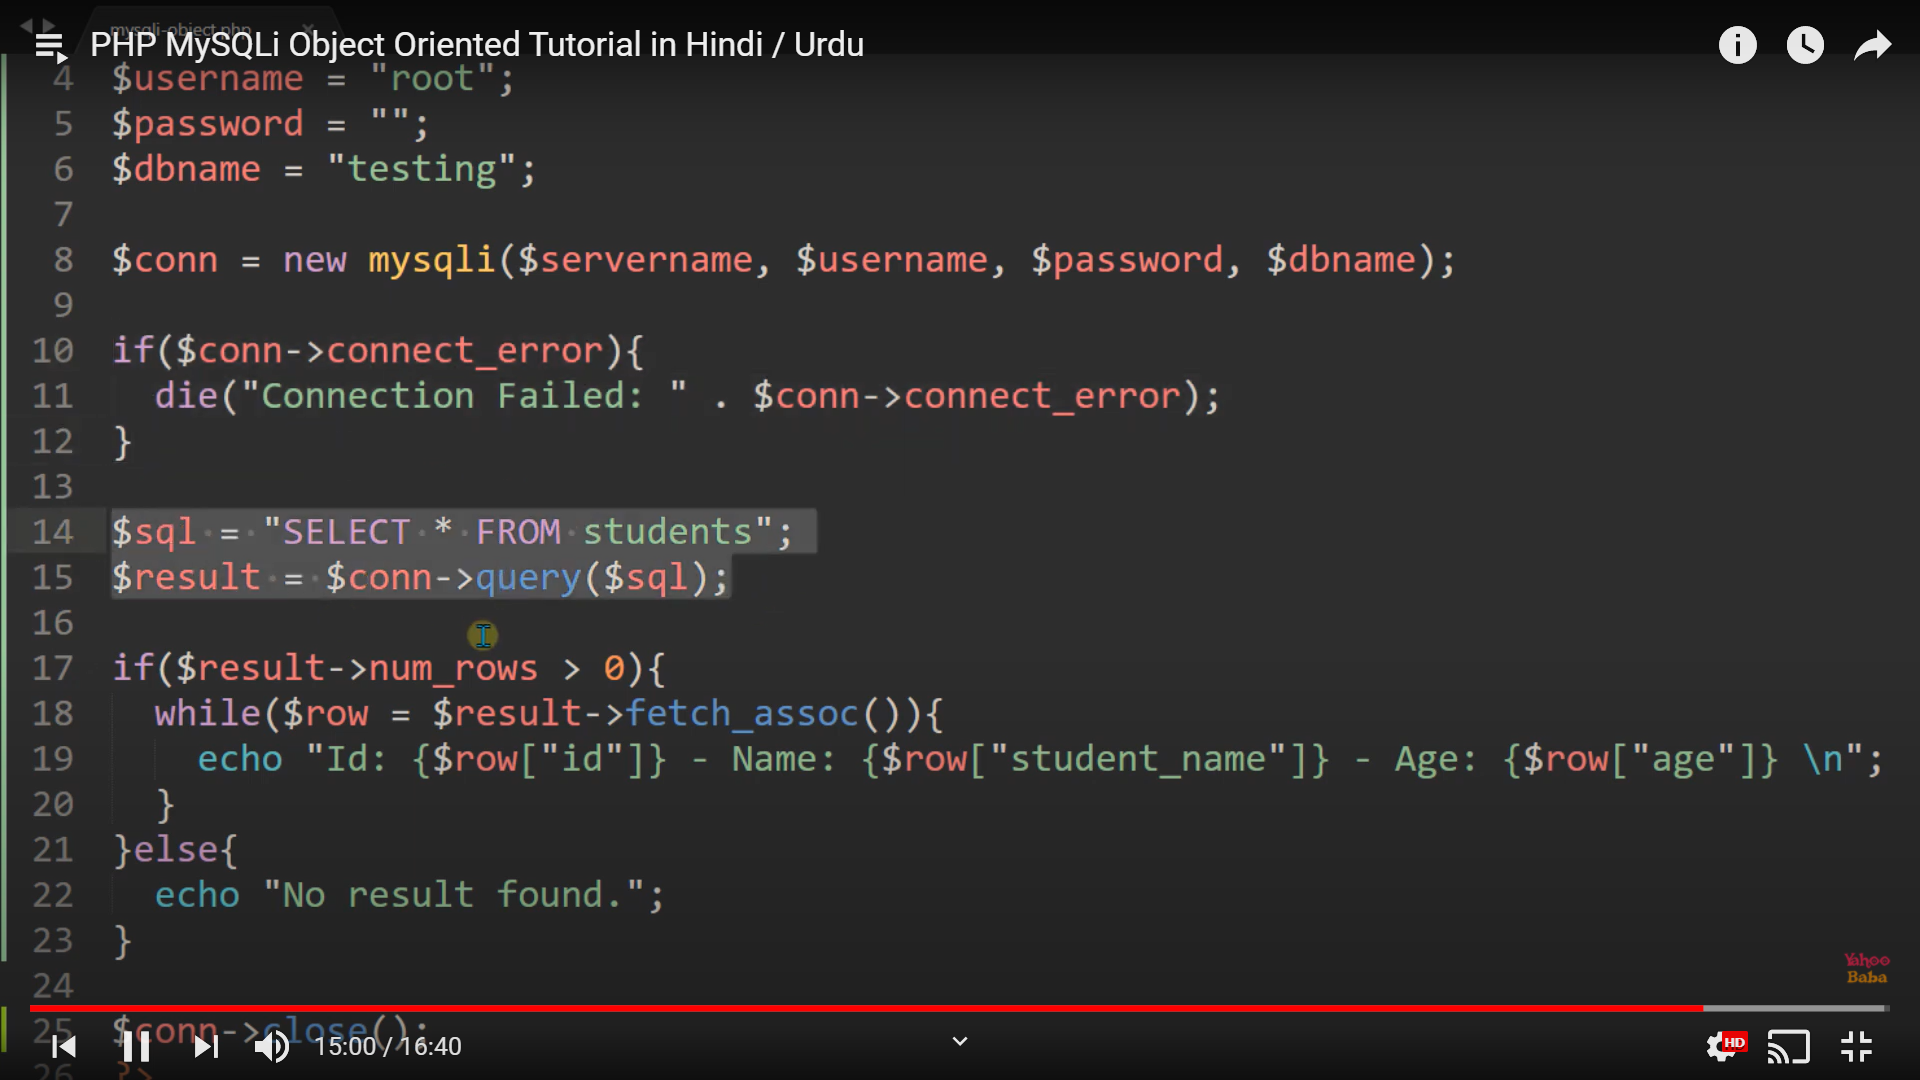 mysqli-object.php
PHP MySQLi Object Oriented Tutorial in Hindi / Urdu
4 $username = "root";
5 $password = "";
6 $dbname = "testing";
7
8 $conn = new mysqli($servername, $username, $password, $dbname);
9
10 if($conn->connect_error){
11 die("Connection Failed: " . $conn->connect_error);
12 }
13
14 $sql = "SELECT * FROM students";
15 $result = $conn->query($sql);
16
17 if($result->num_rows > 0){
18 while($row = $result->fetch_assoc()){
19 echo "Id: {$row["id"]} - Name: {$row["student_name"]} - Age: {$row["age"]} \n";
20 }
21 }else{
22 echo "No result found.";
23 }
Yahoo
Baba
24
25 $conn->close();
15:00 / 16:40
HD
26 ?>